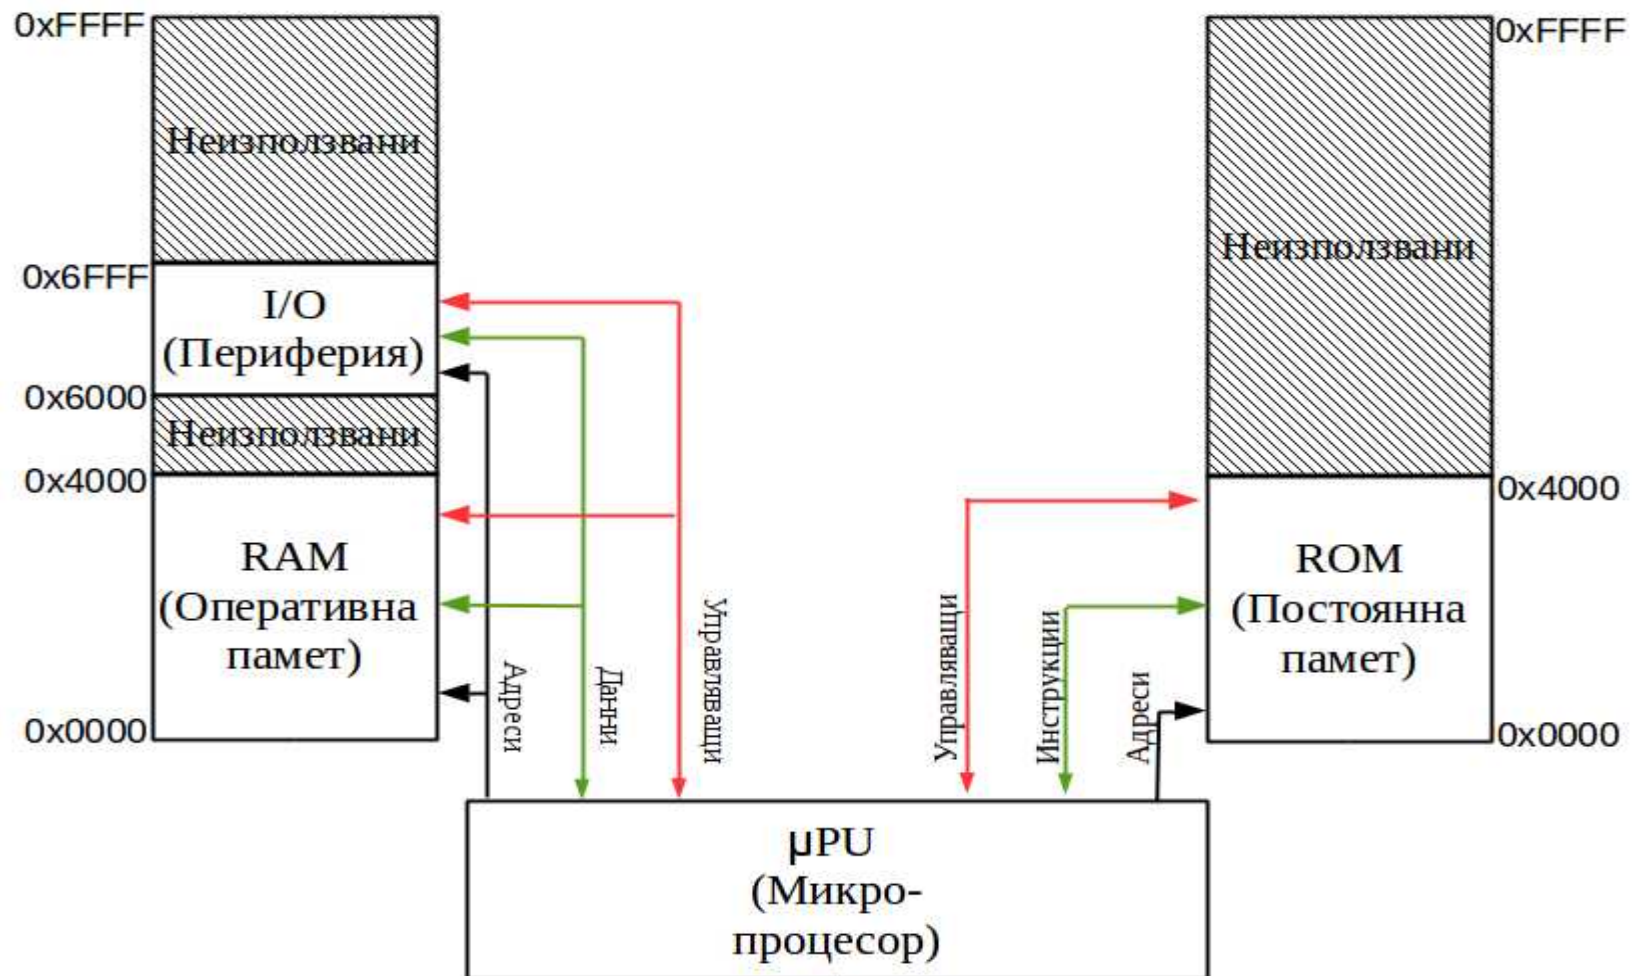 0xFFFF
Неизползвани
0x6FFF
I/O
(Периферия)
0x6000
Неизползвани
0x4000
RAM
(Оперативна
памет)
0x0000
Адреси
Данни
Управляващи
Управляващи
Инструкции
Адреси
0xFFFF
Неизползвани
0x4000
ROM
(Постоянна
памет)
0x0000
µPU
(Микро-
процесор)